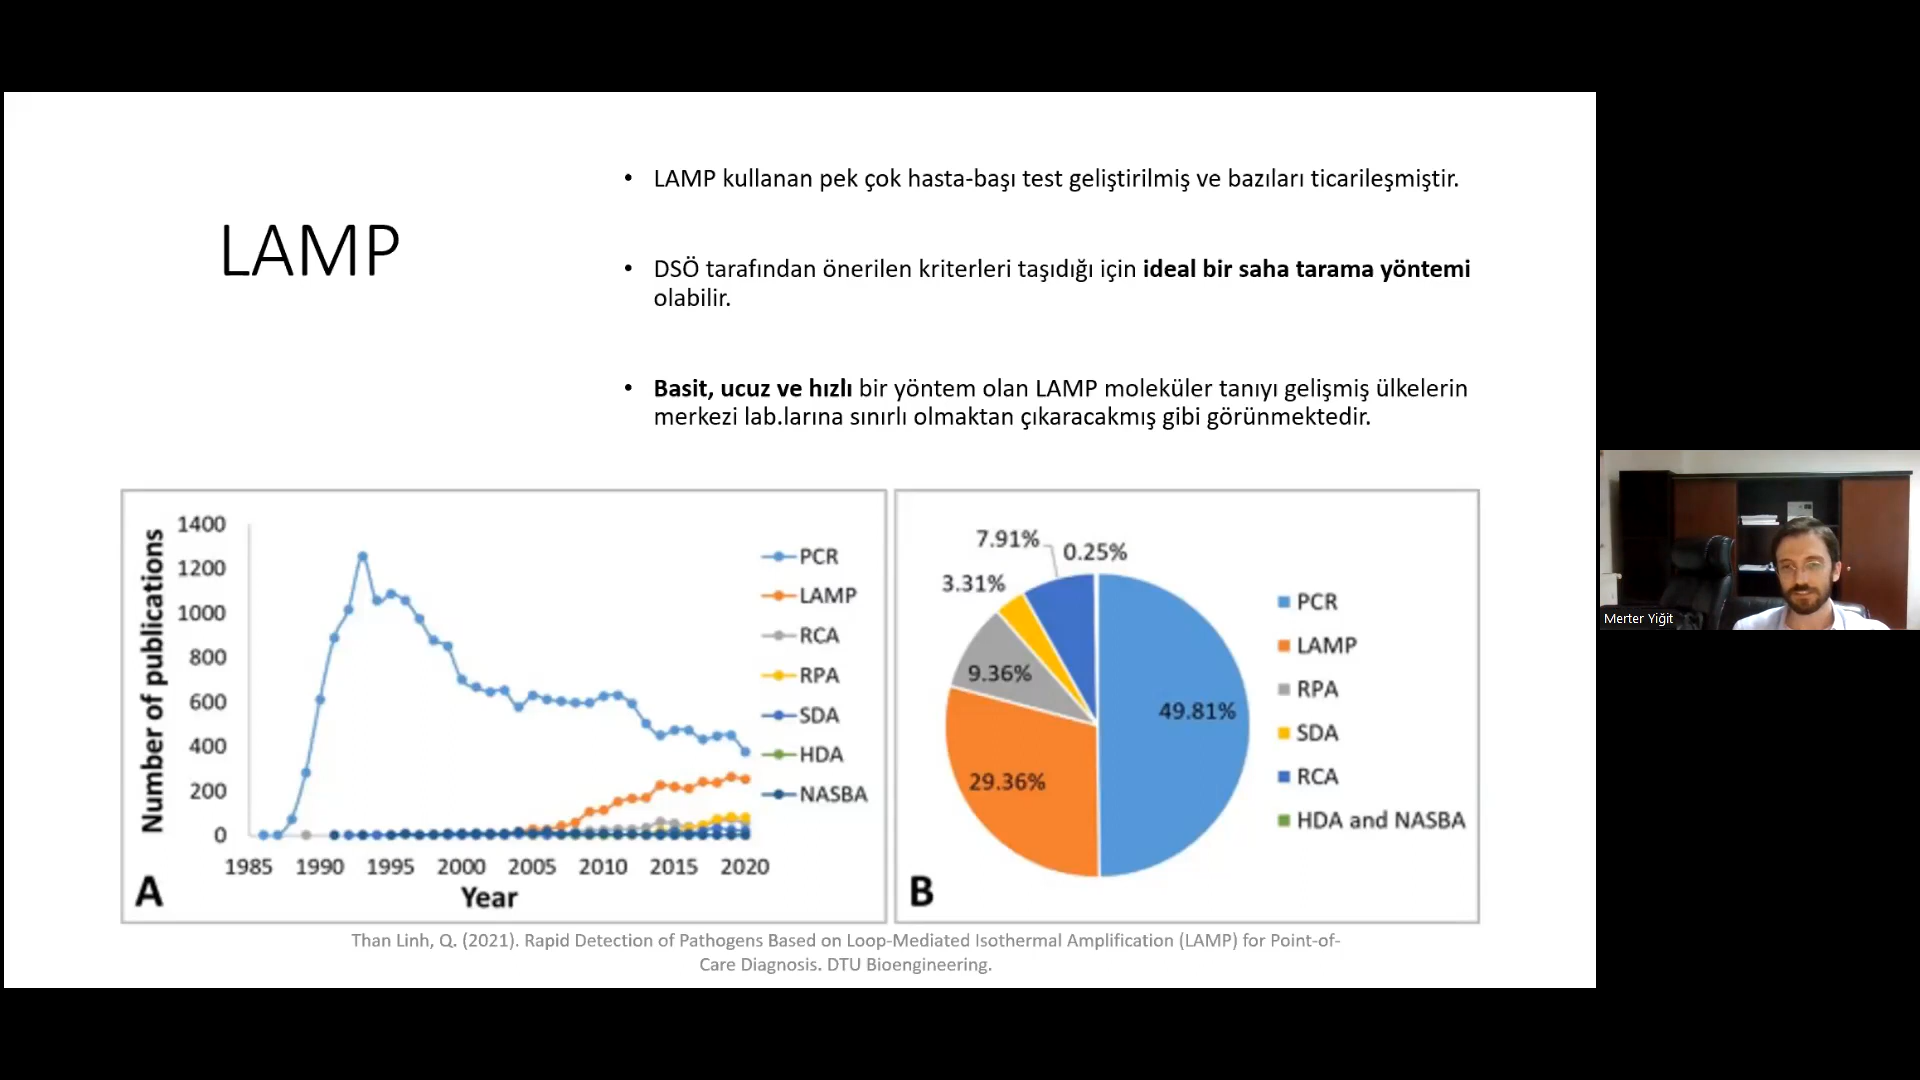 LAMP
• LAMP kullanan pek çok hasta-başı test geliştirilmiş ve bazıları ticarileşmiştir.
• DSÖ tarafından önerilen kriterleri taşıdığı için ideal bir saha tarama yöntemi
olabilir.
• Basit, ucuz ve hızlı bir yöntem olan LAMP moleküler tanıyı gelişmiş ülkelerin
merkezi lab.larına sınırlı olmaktan çıkaracakmış gibi görünmektedir.
Number of publications
1400
1200
1000
800
600
400
200
0
1985 1990 1995 2000 2005 2010 2015 2020
Year
A
PCR
LAMP
RCA
RPA
SDA
HDA
NASBA
7.91%
0.25%
3.31%
9.36%
49.81%
29.36%
B
PCR
LAMP
RPA
SDA
RCA
HDA and NASBA
Than Linh, Q. (2021). Rapid Detection of Pathogens Based on Loop-Mediated Isothermal Amplification (LAMP) for Point-of-
Care Diagnosis. DTU Bioengineering.
Merter Yiğit